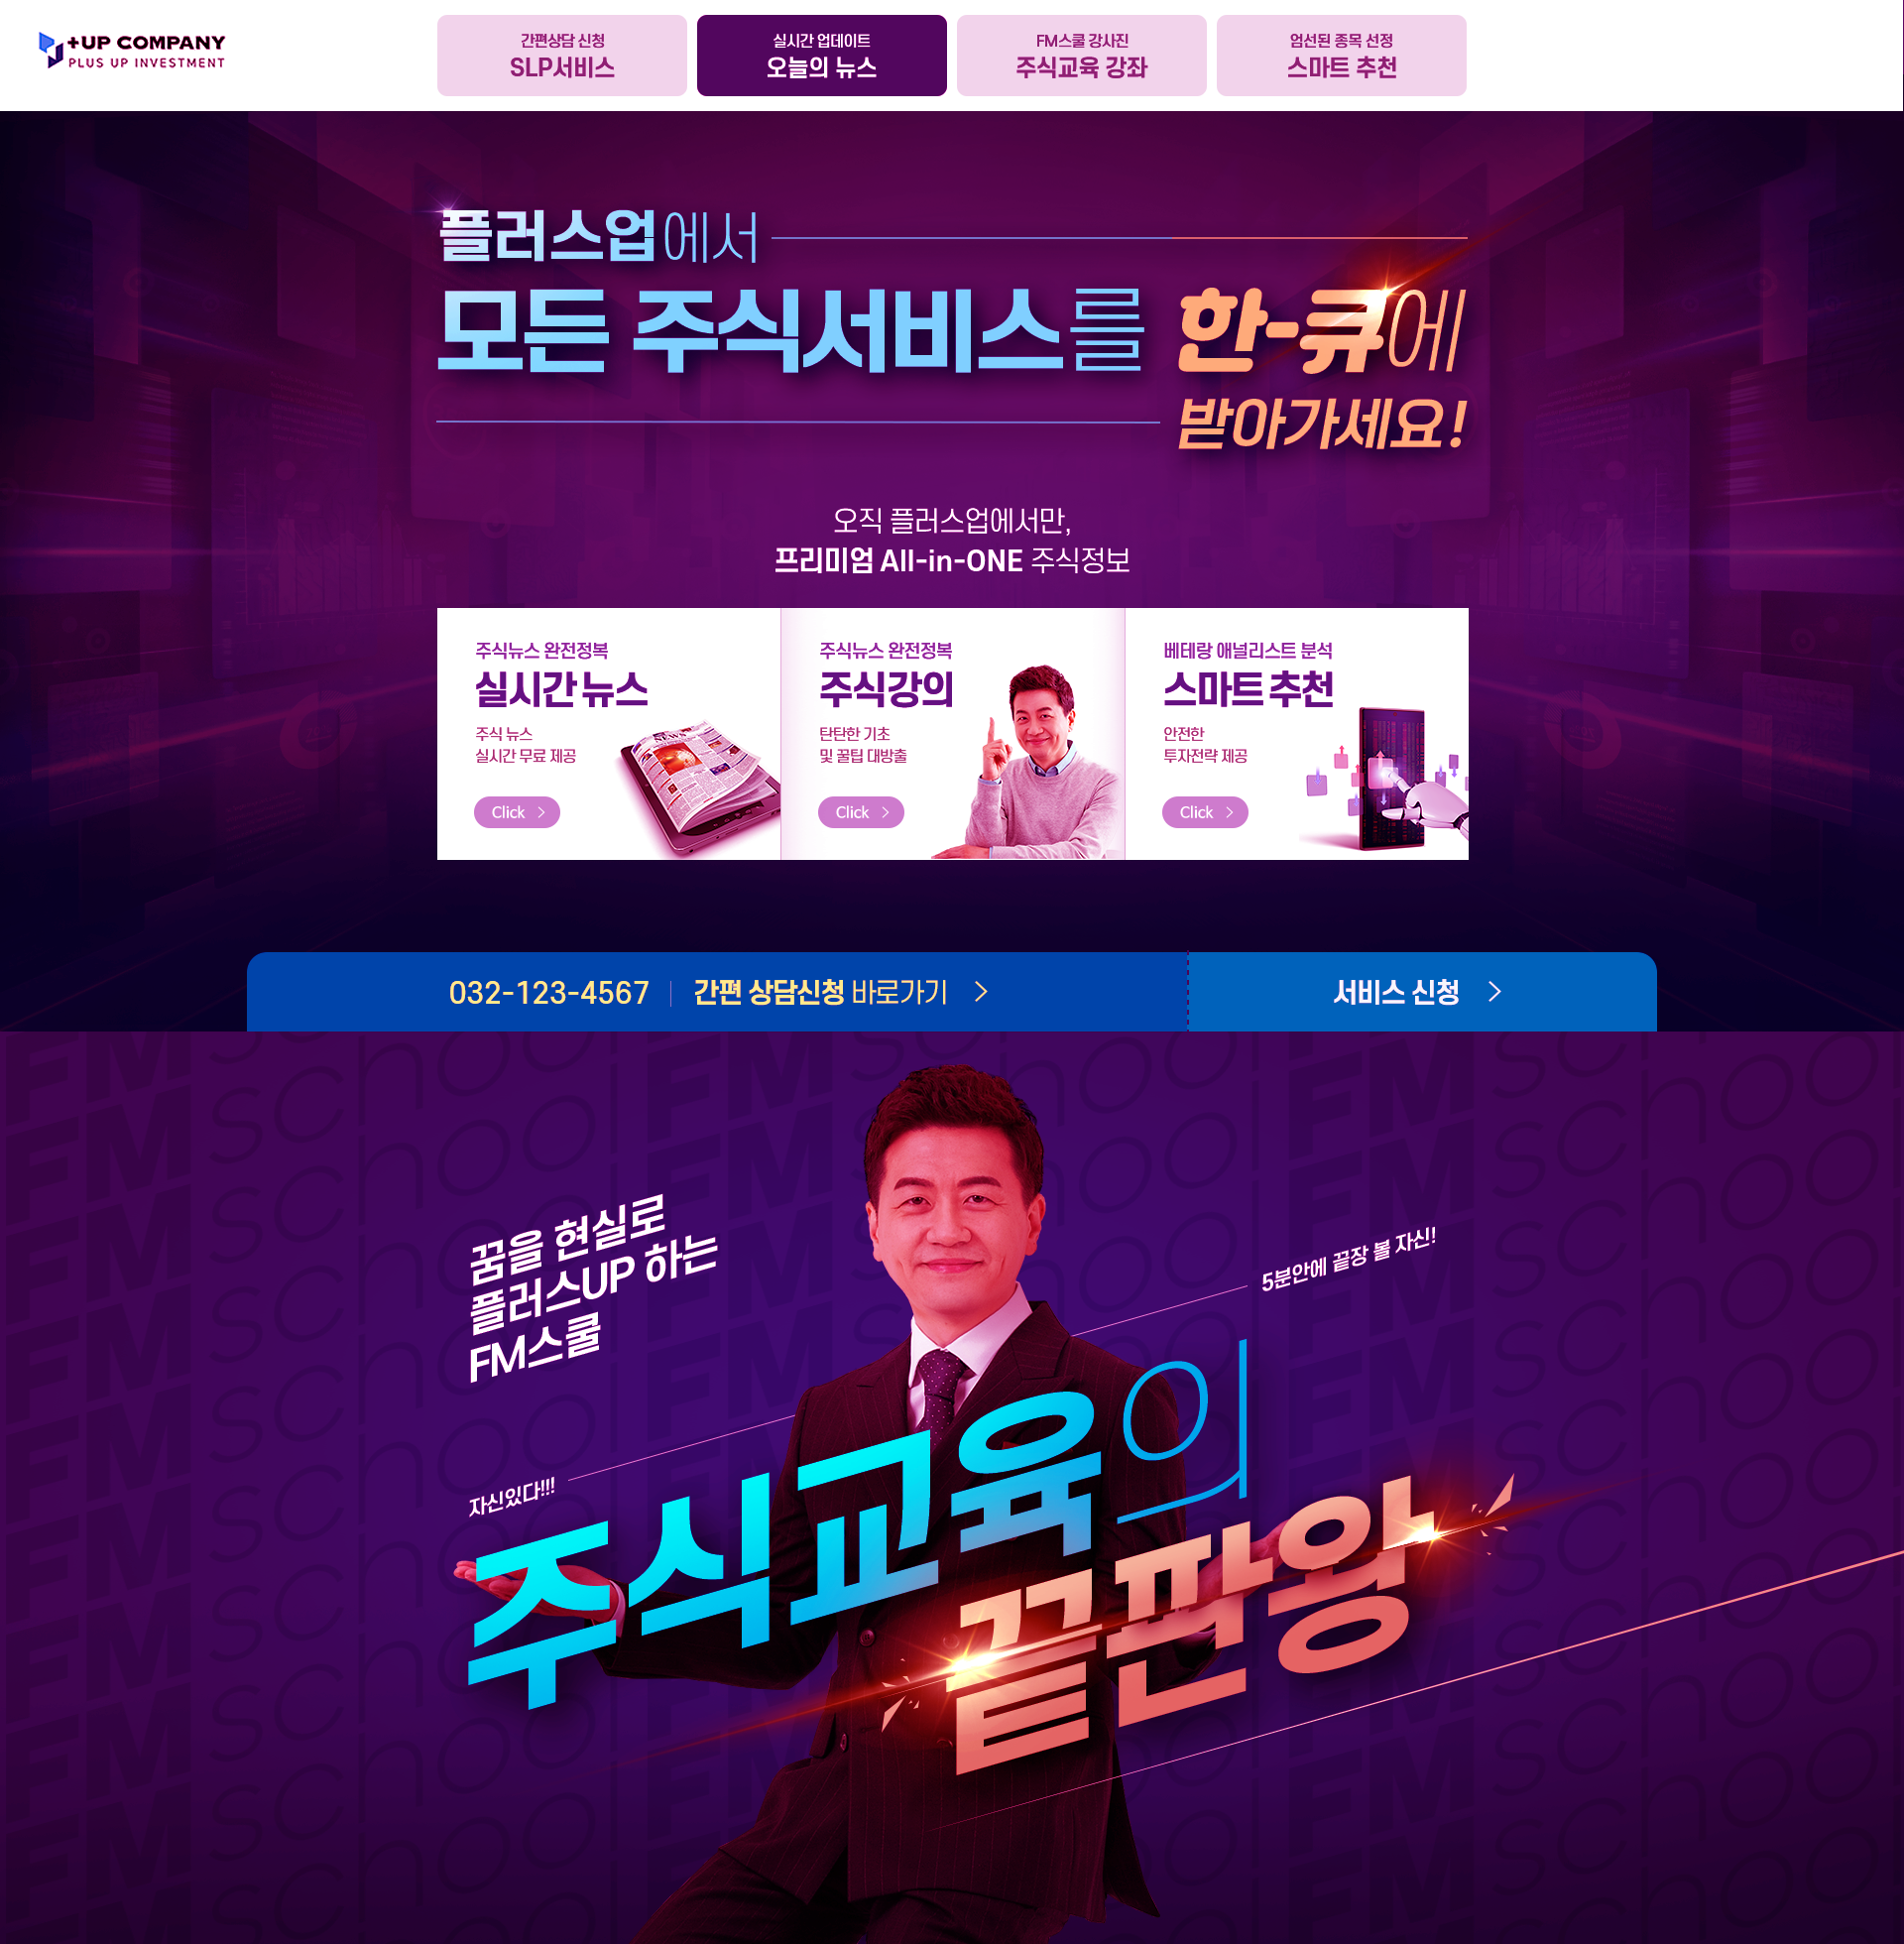 +UP COMPANY
PLUS UP INVESTMENT
간편상담 신청
SLP서비스
실시간 업데이트
오늘의 뉴스
FM스쿨 강사진
주식교육 강좌
엄선된 종목 선정
스마트 추천
플러스업에서
모든 주식서비스를 한-큐에
받아가세요!
오직 플러스업에서만,
프리미엄 All-in-ONE 주식정보
주식뉴스 완전정복
실시간 뉴스
주식 뉴스
실시간 무료 제공
Click
주식뉴스 완전정복
주식강의
탄탄한 기초
및 꿀팁 대방출
Click
베테랑 애널리스트 분석
스마트 추천
안전한
투자전략 제공
Click
032-123-4567 간편 상담신청 바로가기
서비스 신청
꿈을 현실로
플러스UP 하는
FM스쿨
5분안에 끝장 볼 자신!
자신있다!!!
주식교육의
끝판왕
FM school